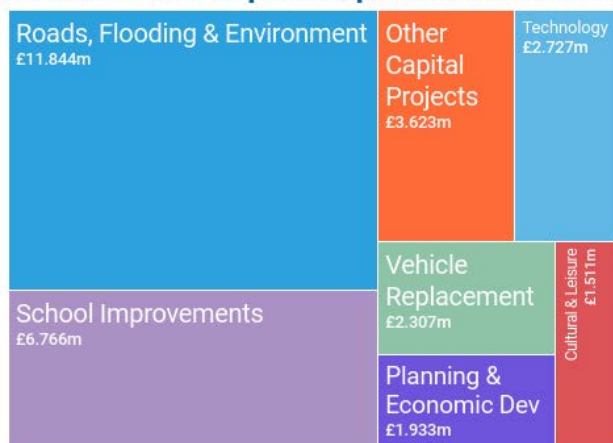 Roads, Flooding & Environment
£11.844m
Other
Capital
Projects
£3.623m
Technology
£2.727m
School Improvements
£6.766m
Vehicle
Replacement
£2.307m
Cultural & Leisure
£1.511m
Planning &
Economic Dev
£1.933m